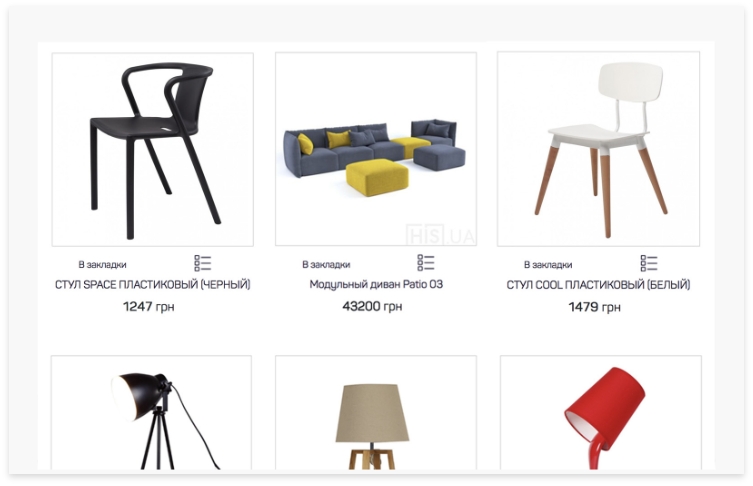 HS UA
В закладки
В закладки
В закладки
СТУЛ SPACE ПЛАСТИКОВЫЙ (ЧЕРНЫЙ)
Модульный диван Patio 03
СТУЛ COOL ПЛАСТИКОВЫЙ (БЕЛЫЙ)
1247 грн
43200 грн
1479 грн